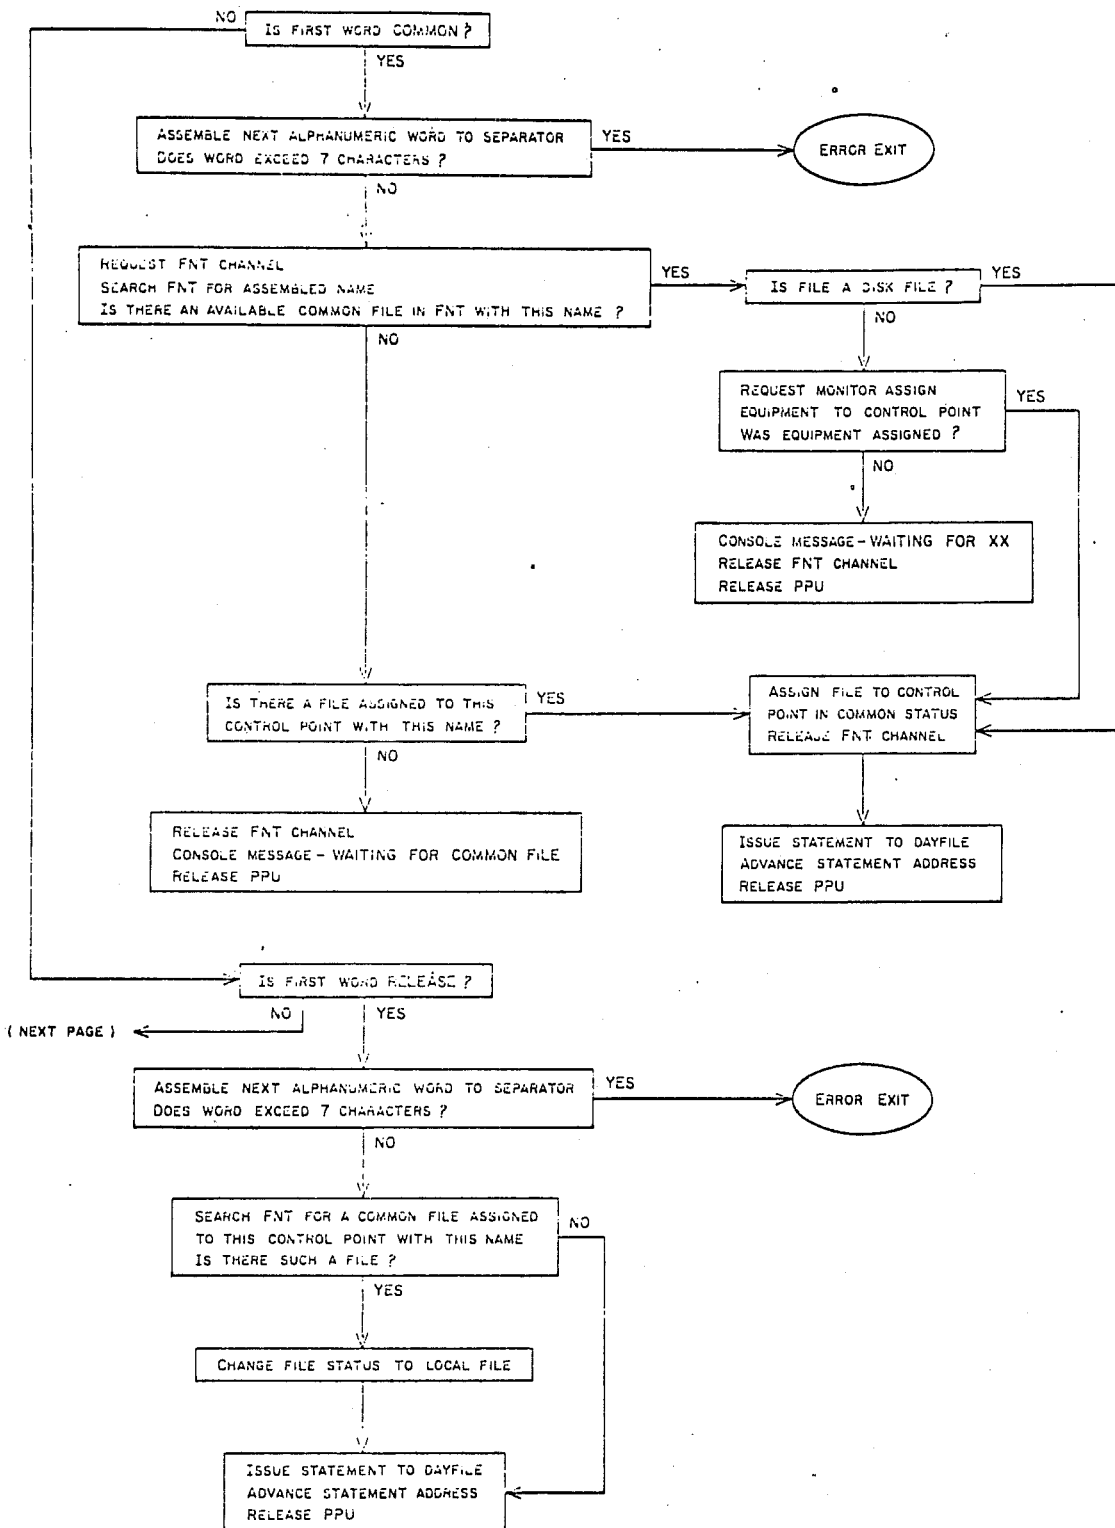 NO
IS FIRST WORD COMMON?
YES
ASSEMBLE NEXT ALPHANUMERIC WORD TO SEPARATOR
DOES WORD EXCEED 7 CHARACTERS?
YES
ERROR EXIT
NO
REQUEST FNT CHANNEL
SEARCH FNT FOR ASSEMBLED NAME
IS THERE AN AVAILABLE COMMON FILE IN FNT WITH THIS NAME?
YES
IS FILE A DISK FILE?
YES
NO
NO
REQUEST MONITOR ASSIGN
EQUIPMENT TO CONTROL POINT
WAS EQUIPMENT ASSIGNED?
YES
NO
CONSOLE MESSAGE - WAITING FOR XX
RELEASE FNT CHANNEL
RELEASE PPU
IS THERE A FILE ASSIGNED TO THIS
CONTROL POINT WITH THIS NAME?
YES
ASSIGN FILE TO CONTROL
POINT IN COMMON STATUS
RELEASE FNT CHANNEL
NO
RELEASE FNT CHANNEL
CONSOLE MESSAGE - WAITING FOR COMMON FILE
RELEASE PPU
ISSUE STATEMENT TO DAYFILE
ADVANCE STATEMENT ADDRESS
RELEASE PPU
IS FIRST WORD RELEASE?
NO
YES
(NEXT PAGE)
ASSEMBLE NEXT ALPHANUMERIC WORD TO SEPARATOR
DOES WORD EXCEED 7 CHARACTERS?
YES
ERROR EXIT
NO
SEARCH FNT FOR A COMMON FILE ASSIGNED
TO THIS CONTROL POINT WITH THIS NAME
IS THERE SUCH A FILE?
NO
YES
CHANGE FILE STATUS TO LOCAL FILE
ISSUE STATEMENT TO DAYFILE
ADVANCE STATEMENT ADDRESS
RELEASE PPU